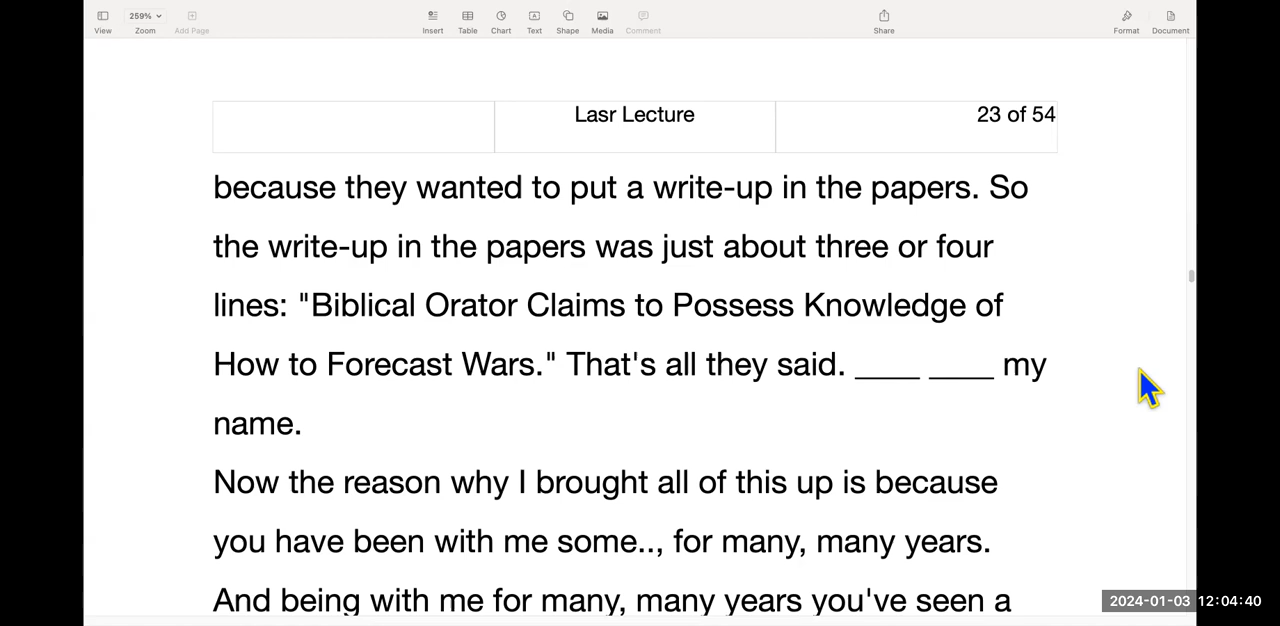 View
259%
Zoom
Add Page
Insert
Table
Chart
Text
Shape
Media
Comment
Share
Format
Document
Lasr Lecture
23 of 54
because they wanted to put a write-up in the papers. So
the write-up in the papers was just about three or four
lines: "Biblical Orator Claims to Possess Knowledge of
How to Forecast Wars." That's all they said. ____ ____ my
name.
Now the reason why I brought all of this up is because
you have been with me some.., for many, many years.
And being with me for many, many years you've seen a
2024-01-03 12:04:40